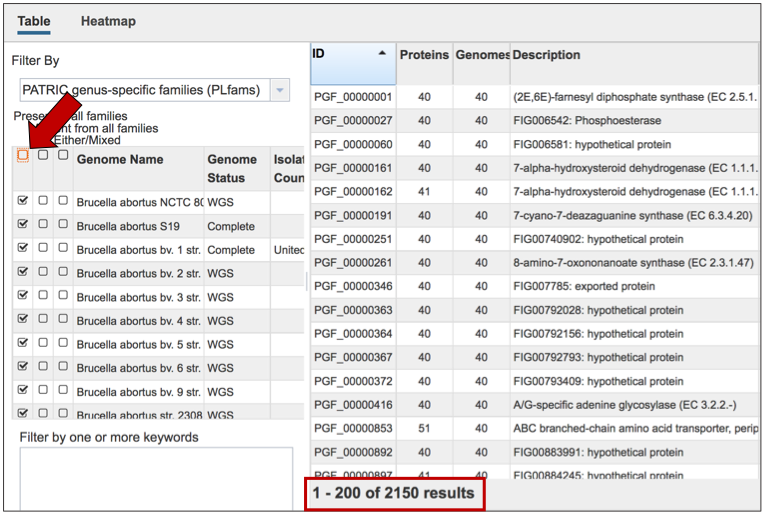 Table Heatmap
Filter By
PATRIC genus-specific families (PLfams)
all families
from all families
Either/Mixed
Genome Name Genome Status Isolat Coun
Brucella abortus NCTC 80 WGS
Brucella abortus S19 Complete
Brucella abortus bv. 1 str. Complete United
Brucella abortus bv. 2 str. WGS
Brucella abortus bv. 3 str. WGS
Brucella abortus bv. 4 str. WGS
Brucella abortus bv. 5 str. WGS
Brucella abortus bv. 6 str. WGS
Brucella abortus bv. 9 str. WGS
Brucella abortus str. 2308 WGS
Filter by one or more keywords
ID Proteins Genomes Description
PGF_00000001 40 40 (2E,6E)-farnesyl diphosphate synthase (EC 2.5.1.
PGF_00000027 40 40 FIG006542: Phosphoesterase
PGF_00000060 40 40 FIG006581: hypothetical protein
PGF_00000161 40 40 7-alpha-hydroxysteroid dehydrogenase (EC 1.1.1.
PGF_00000162 41 40 7-alpha-hydroxysteroid dehydrogenase (EC 1.1.1.
PGF_00000191 40 40 7-cyano-7-deazaguanine synthase (EC 6.3.4.20)
PGF_00000251 40 40 FIG00740902: hypothetical protein
PGF_00000261 40 40 8-amino-7-oxononanoate synthase (EC 2.3.1.47)
PGF_00000346 40 40 FIG007785: exported protein
PGF_00000363 40 40 FIG00792028: hypothetical protein
PGF_00000364 40 40 FIG00792156: hypothetical protein
PGF_00000367 40 40 FIG00792793: hypothetical protein
PGF_00000372 40 40 FIG00793409: hypothetical protein
PGF_00000416 40 40 A/G-specific adenine glycosylase (EC 3.2.2.-)
PGF_00000853 51 40 ABC branched-chain amino acid transporter, perip
PGF_00000892 40 40 FIG00883991: hypothetical protein
PGF_00000897 41 40 FIG00884245: hypothetical protein
1 - 200 of 2150 results